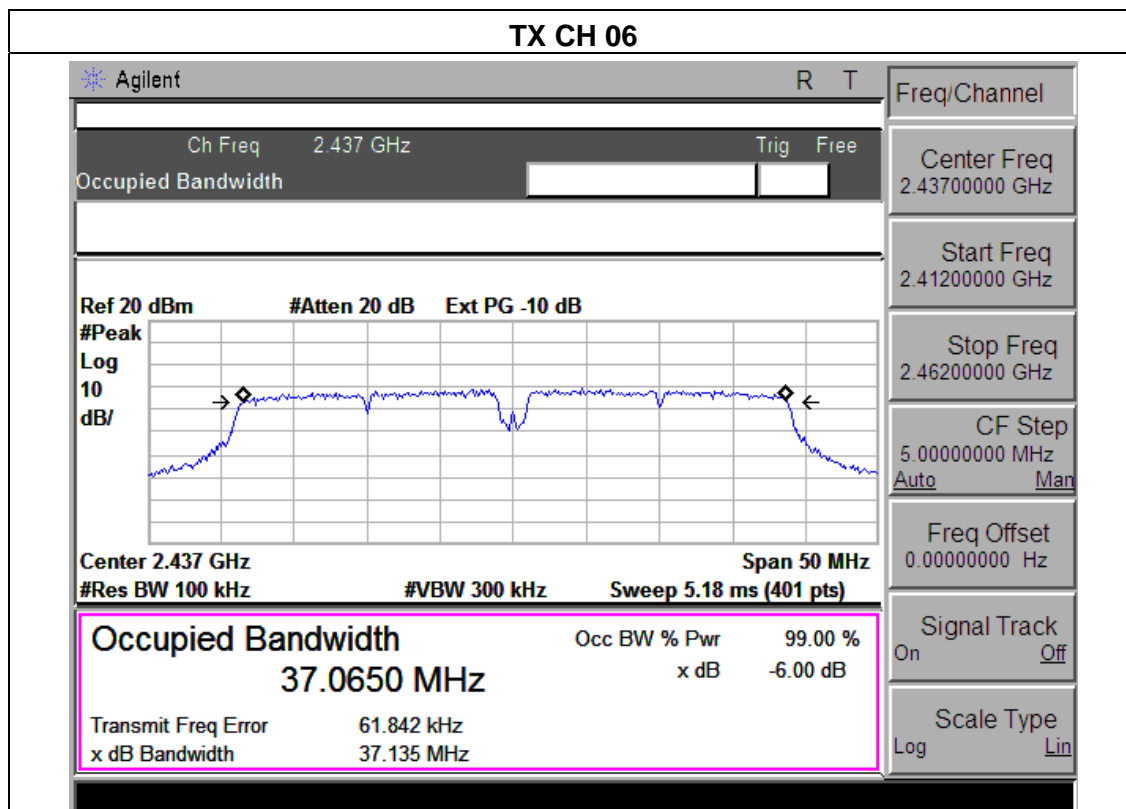 TX CH 06
Agilent R T
Ch Freq 2.437 GHz Trig Free
Occupied Bandwidth
Ref 20 dBm #Atten 20 dB Ext PG -10 dB
#Peak
Log
10
dB/
Center 2.437 GHz Span 50 MHz
#Res BW 100 kHz #VBW 300 kHz Sweep 5.18 ms (401 pts)
Occupied Bandwidth Occ BW % Pwr 99.00 %
37.0650 MHz x dB -6.00 dB
Transmit Freq Error 61.842 kHz
x dB Bandwidth 37.135 MHz
Freq/Channel
Center Freq
2.43700000 GHz
Start Freq
2.41200000 GHz
Stop Freq
2.46200000 GHz
CF Step
5.00000000 MHz
Auto Man
Freq Offset
0.00000000 Hz
Signal Track
On Off
Scale Type
Log Lin